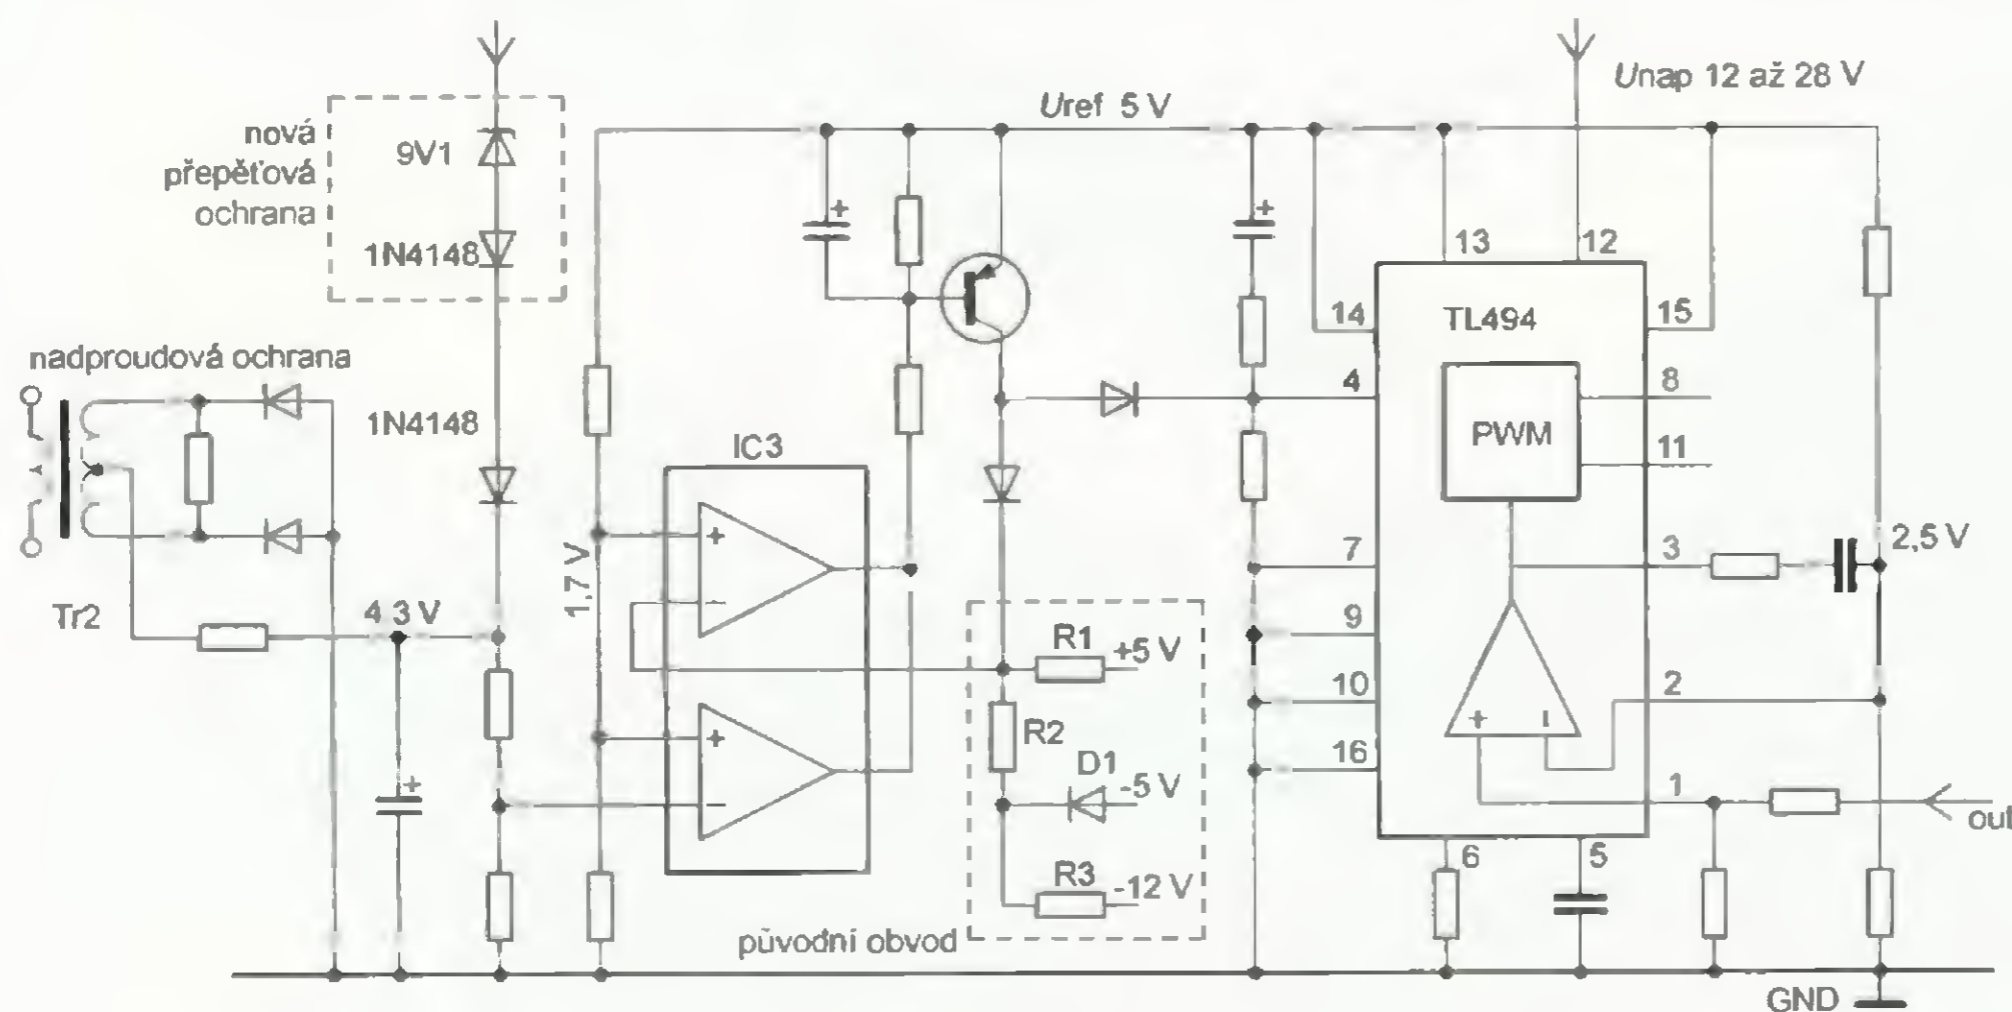 nová
přepěťová
ochrana
9V1
1N4148
Uref 5 V
Unap 12 až 28 V
13
12
14
TL494
15
nadproudová ochrana
4
8
1N4148
PWM
IC3
11
+
1,7 V
7
3
2,5 V
Tr2
4,3 V
9
R1
+5 V
10
2
16
R2
D1
-5 V
1
out
6
5
R3
-12 V
původní obvod
GND